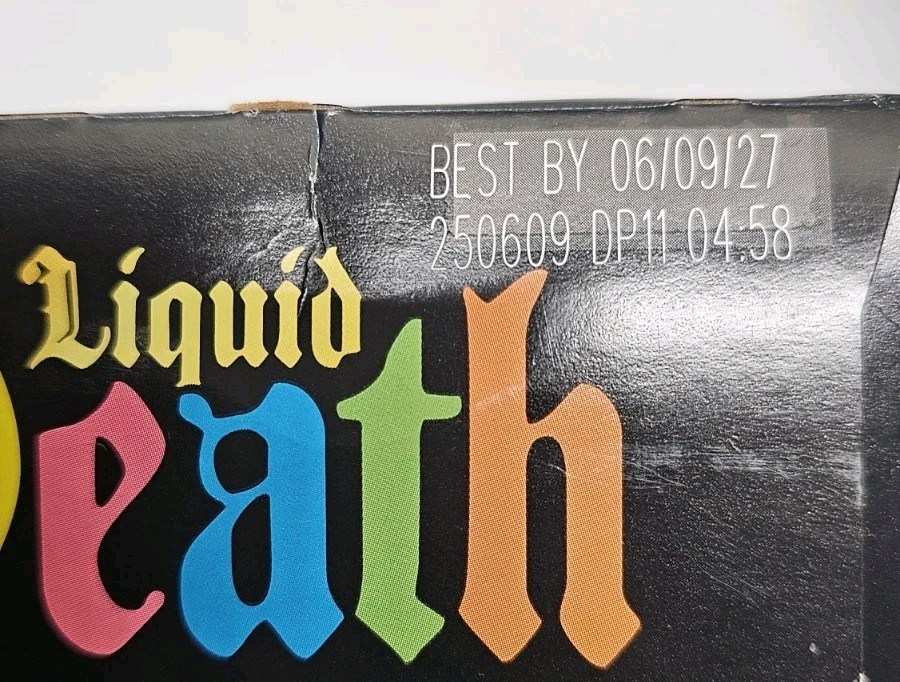 BEST BY 06/09/27
250609 DP11 04:58
Liquid
eath